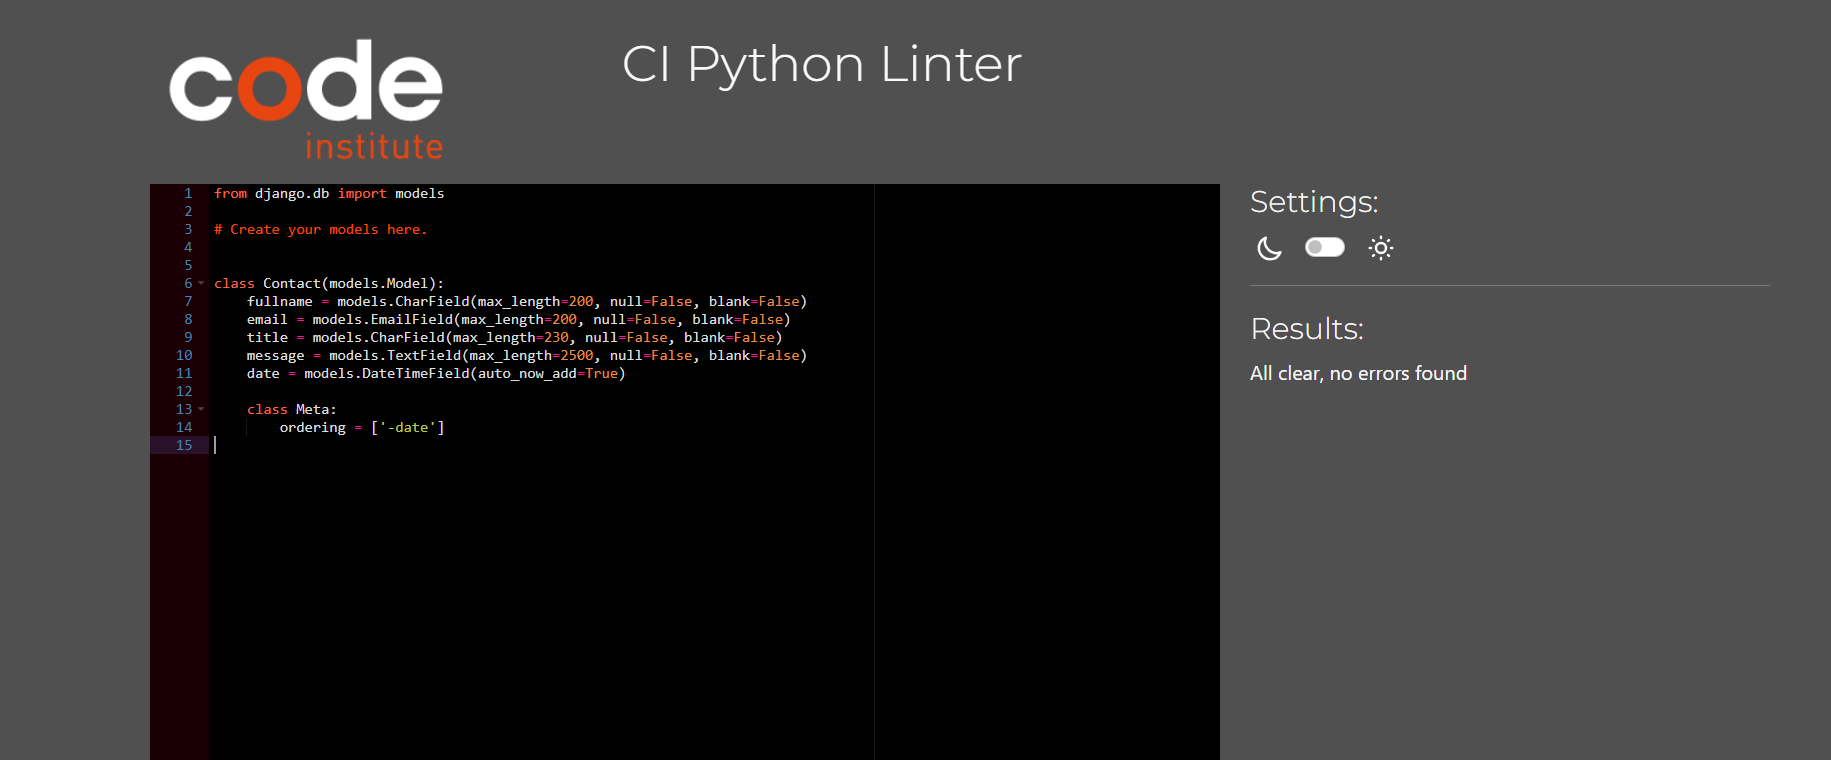 code
institute
CI Python Linter
1 from django.db import models
2
3 # Create your models here.
4
5
6 class Contact(models.Model):
7     fullname = models.CharField(max_length=200, null=False, blank=False)
8     email = models.EmailField(max_length=200, null=False, blank=False)
9     title = models.CharField(max_length=230, null=False, blank=False)
10     message = models.TextField(max_length=2500, null=False, blank=False)
11     date = models.DateTimeField(auto_now_add=True)
12
13     class Meta:
14         ordering = ['-date']
15
Settings:
Results:
All clear, no errors found